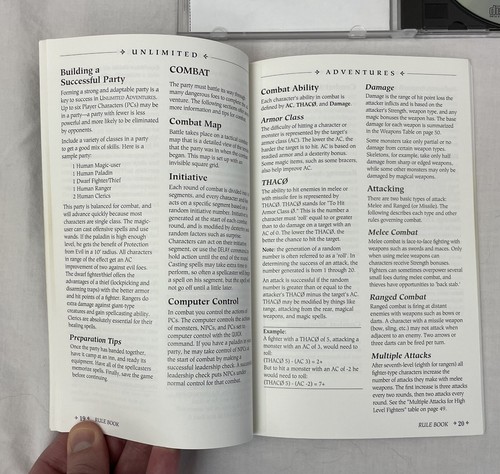 UNLIMITED
Building a
Successful Party
Forming a strong and adaptable party is a
key to success in UNLIMITED ADVENTURES.
Up to six Player Characters (PCs) may be
in a party—a party with fewer is less
powerful and more likely to be eliminated
by opponents.
Include a variety of classes in a party
to get a good mix of skills. Here is a
sample party:
1 Human Magic-user
1 Human Paladin
1 Dwarf Fighter/Thief
1 Human Ranger
2 Human Clerics
This party is balanced for combat, and
will advance quickly because most
characters are single class. The magic-
user can cast offensive spells and use
wands. If the paladin is high enough
level, he gets the benefit of Protection
from Evil in a 10' radius. All characters
in range of the effect get an AC
improvement of two against evil foes.
The dwarf fighter/thief offers the
advantages of a thief (lockpicking and
disarming traps) with the better armor
and hit points of a fighter. Rangers do
extra damage against giant-type
creatures and gain spellcasting ability.
Clerics are absolutely essential for their
healing spells.
Preparation Tips
Once the party has banded together,
have it camp at an inn, and ready its
equipment. Have all of the spellcasters
memorize spells. Finally, save the game
before continuing.
COMBAT
The party must battle its way through
many dangerous foes to complete the
venture. The following section gives
more information and tips for combat.
Combat Map
Battle takes place on a tactical combat
map that is a detailed view of the
that the party was in when the combat
began. This map is set up with an
invisible square grid.
Initiative
Each round of combat is divided into
segments, and every character and
acts on a specific segment based on a
random initiative number. Initiative is
generated at the start of each combat
round, and is modified by dexterity and
random factors such as surprise.
Characters can act on their initiative
segment, or use the DELAY command to
hold action until the end of the round.
Casting spells may take extra time to
perform, so often a spellcaster will begin
a spell on his segment, but the spell will
not go off until a little later.
Computer Control
In combat you control the actions of
PCs. The computer controls the actions
of monsters, NPCs, and PCs set to
computer control with the QUICK
command. If you have a paladin in your
party, he may take control of NPCs at
the start of combat by making a
successful leadership check. A successful
leadership check puts NPCs under
normal control for that combat.
19 RULE BOOK
ADVENTURES
Combat Ability
Each character's ability in combat is
defined by AC, THACØ, and Damage.
Armor Class
The difficulty of hitting a character or
monster is represented by the target's
armor class (AC). The lower the AC, the
harder the target is to hit. AC is based on
readied armor and a dexterity bonus.
Some magic items, such as bracers,
also help improve AC.
THACØ
The ability to hit enemies in melee or
with missile fire is represented by
THACØ. THACØ stands for "To Hit
Armor Class Ø." This is the number a
character must 'roll' equal to or greater
than to do damage on a target with an
AC of 0. The lower the THACØ, the
better the chance to hit the target.
Note: the generation of a random
number is often referred to as a 'roll'. In
determining the success of an attack, the
number generated is from 1 through 20.
An attack is successful if the random
number is greater than or equal to the
attacker's THACØ minus the target's AC.
THACØ may be modified by things like
range, attacking from the rear, magical
weapons, and magic spells.
Example:
A fighter with a THACØ of 5, attacking a
monster with an AC of 3, would need to
roll:
(THACØ 5) - (AC 3) = 2+
But to hit a monster with an AC of -2 he
would need to roll:
(THACØ 5) - (AC -2) = 7+
Damage
Damage is the range of hit point loss the
attacker inflicts and is based on the
attacker's strength, weapon type, and any
magic bonuses the weapon has. The base
damage for each weapon is summarized
in the Weapons Table on page 50.
Some monsters take only partial or no
damage from certain weapon types.
Skeletons, for example, take only half
damage from sharp or edged weapons,
while some other monsters may only be
damaged by magical weapons.
Attacking
There are two basic types of attack:
Melee and Ranged (or Missile). The
following describes each type and other
rules governing combat.
Melee Combat
Melee combat is face-to-face fighting with
weapons such as swords and maces. Only
when using melee weapons can
characters receive Strength bonuses.
Fighters can sometimes overpower several
small foes during melee combat, and
thieves have opportunities to 'back stab.'
Ranged Combat
Ranged combat is firing at distant
enemies with weapons such as bows or
darts. A character with a missile weapon
(bow, sling, etc.) may not attack when
adjacent to an enemy. Two arrows or
three darts can be fired per turn.
Multiple Attacks
After seventh-level (eighth for rangers) all
fighter-type characters increase the
number of attacks they make with melee
weapons. The first increase is three attacks
every two rounds, then two attacks every
round. See the "Multiple Attacks for High
Level Fighters" table on page 49.
RULE BOOK 20